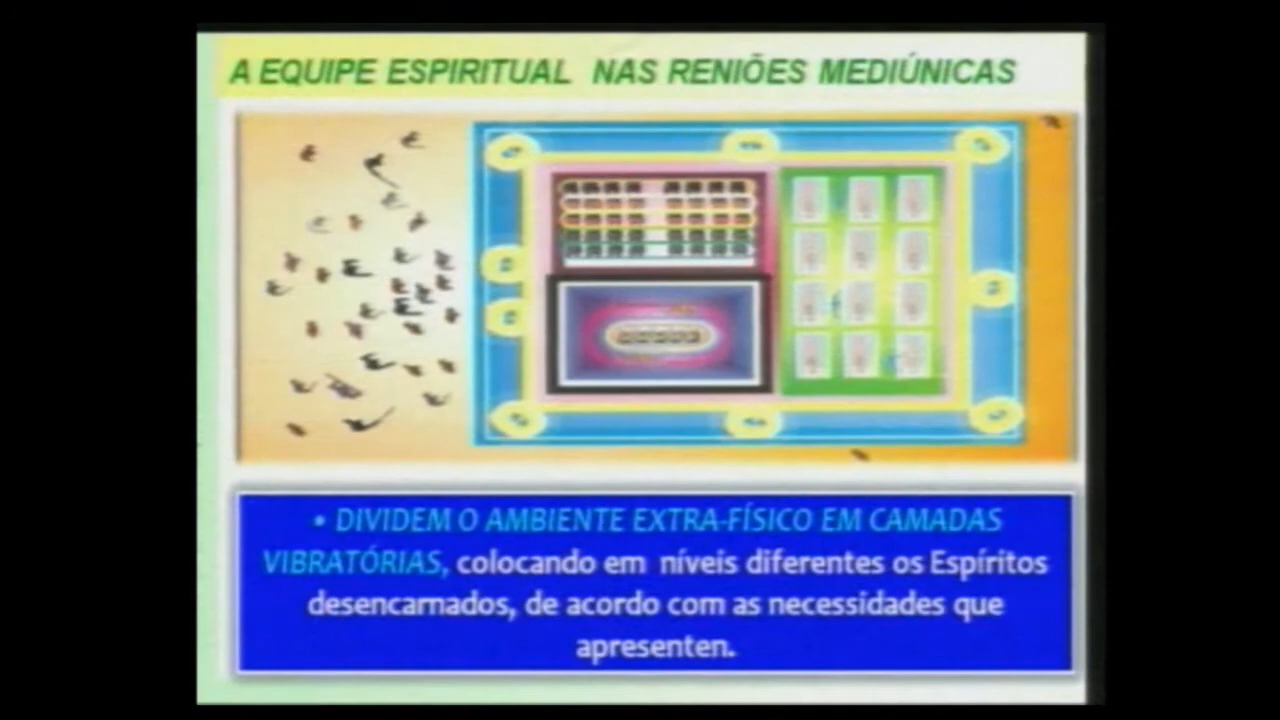 A EQUIPE ESPIRITUAL NAS RENIÕES MEDIÚNICAS
• DIVIDEM O AMBIENTE EXTRA-FÍSICO EM CAMADAS
VIBRATÓRIAS, colocando em níveis diferentes os Espíritos
desencarnados, de acordo com as necessidades que
apresenten.